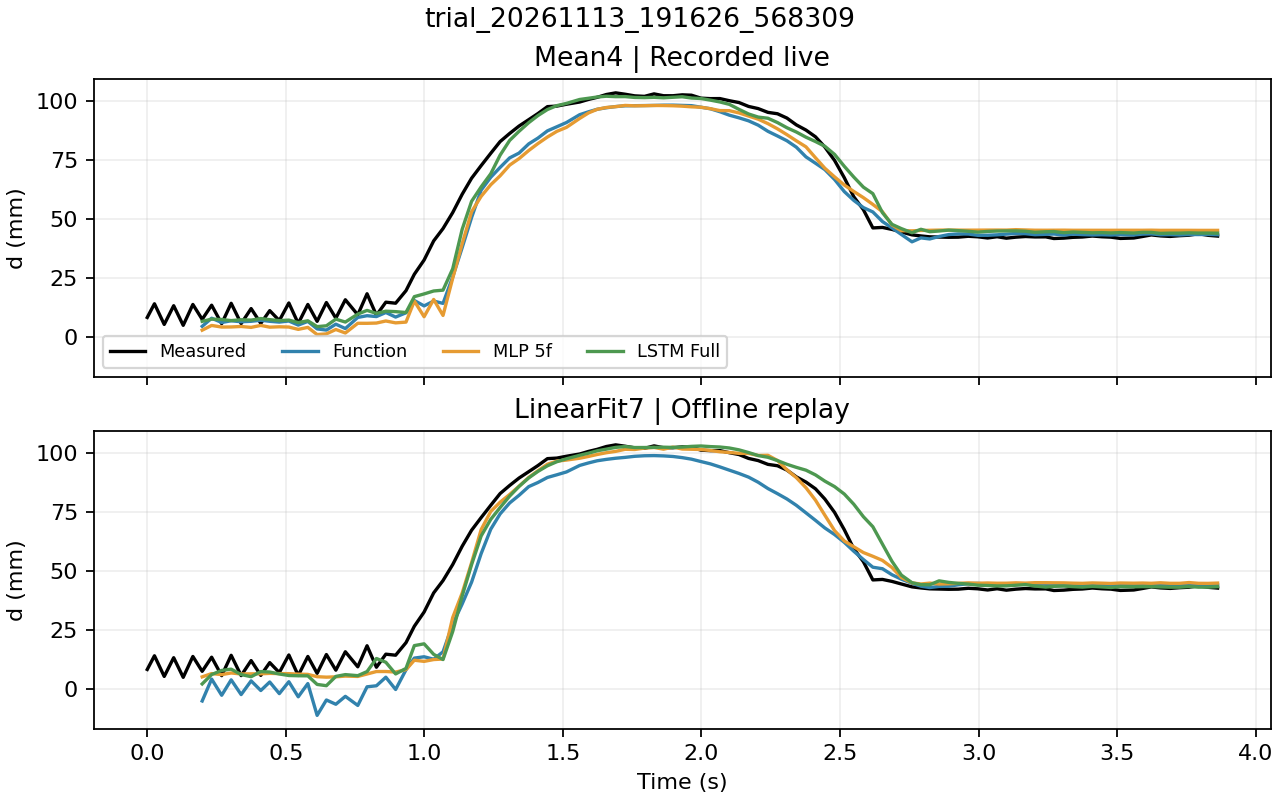 trial_20261113_191626_568309
Mean4 | Recorded live
100
75
50
25
0
d (mm)
Measured Function MLP 5f LSTM Full
LinearFit7 | Offline replay
100
75
50
25
0
d (mm)
0.0 0.5 1.0 1.5 2.0 2.5 3.0 3.5 4.0
Time (s)